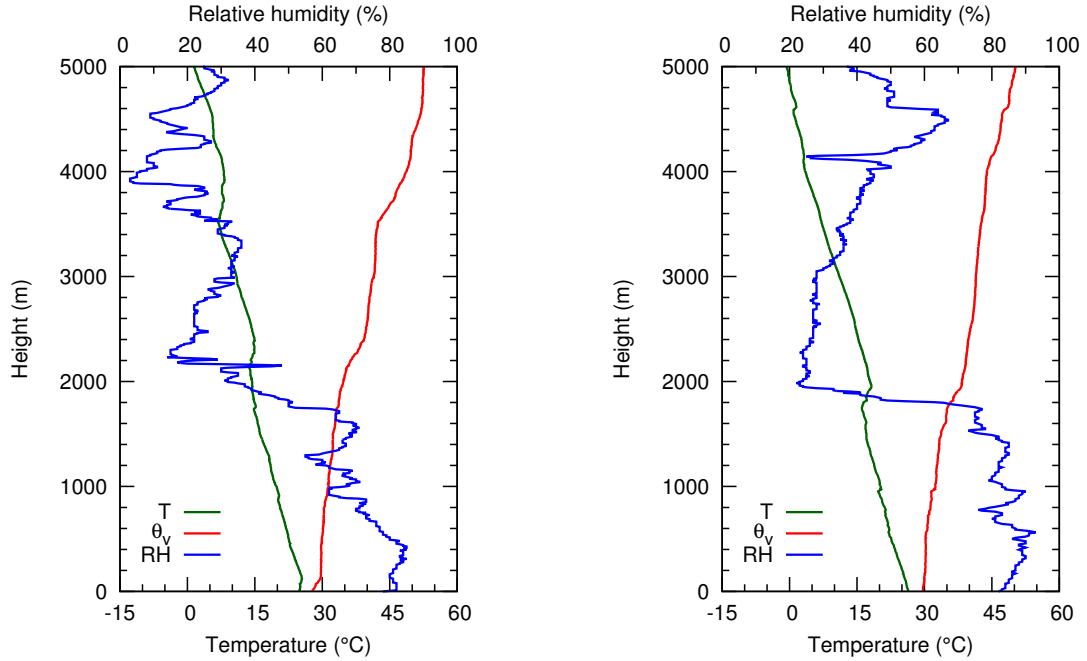 Relative humidity (%)
0 20 40 60 80 100
5000
4000
3000
2000
1000
0
Height (m)
T
θv
RH
-15 0 15 30 45 60
Temperature (°C)
Relative humidity (%)
0 20 40 60 80 100
5000
4000
3000
2000
1000
0
Height (m)
T
θv
RH
-15 0 15 30 45 60
Temperature (°C)